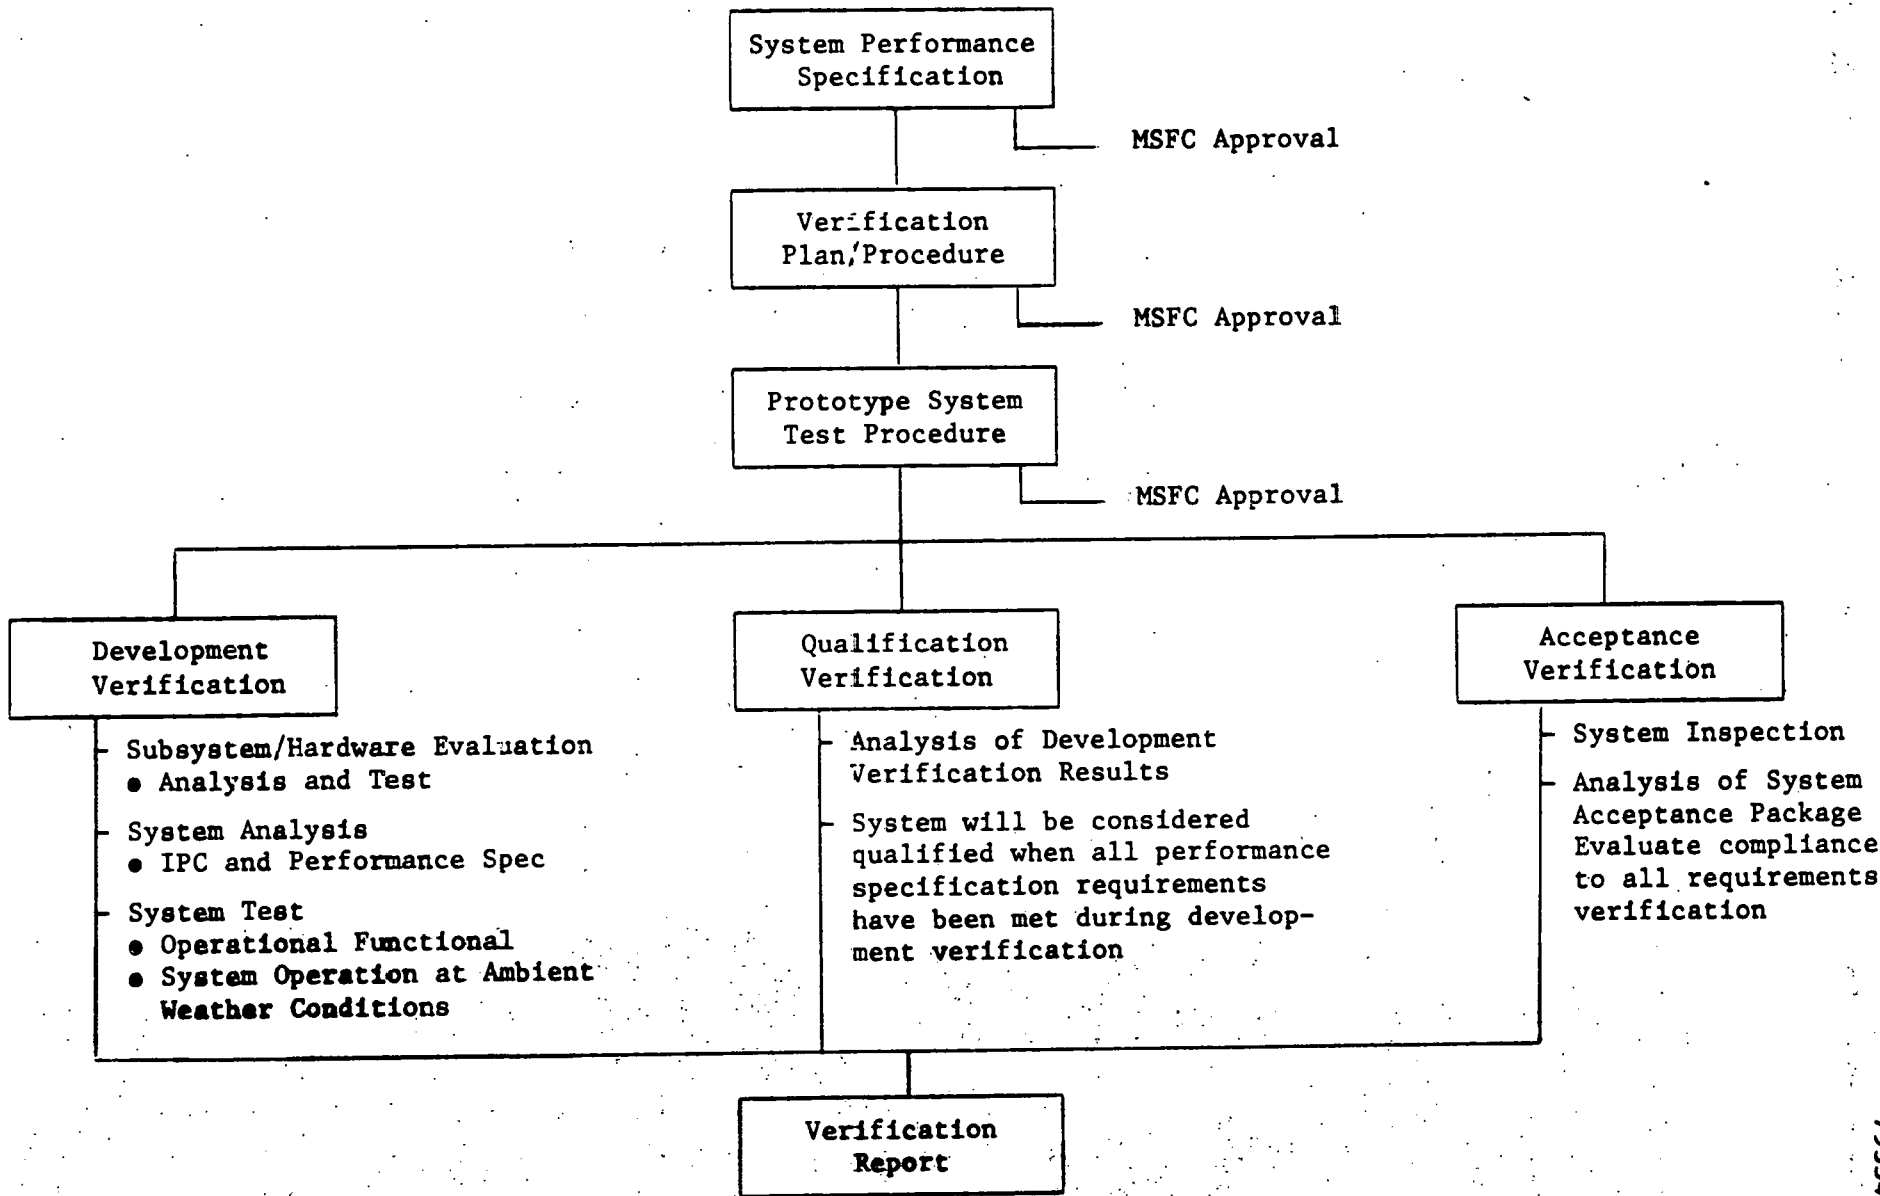 System Performance
Specification
MSFC Approval
Verification
Plan/Procedure
MSFC Approval
Prototype System
Test Procedure
MSFC Approval
Development
Verification
- Subsystem/Hardware Evaluation
● Analysis and Test
- System Analysis
● IPC and Performance Spec
- System Test
● Operational Functional
● System Operation at Ambient
Weather Conditions
Qualification
Verification
- Analysis of Development
Verification Results
- System will be considered
qualified when all performance
specification requirements
have been met during develop-
ment verification
Acceptance
Verification
- System Inspection
- Analysis of System
Acceptance Package
Evaluate compliance
to all requirements
verification
Verification
Report